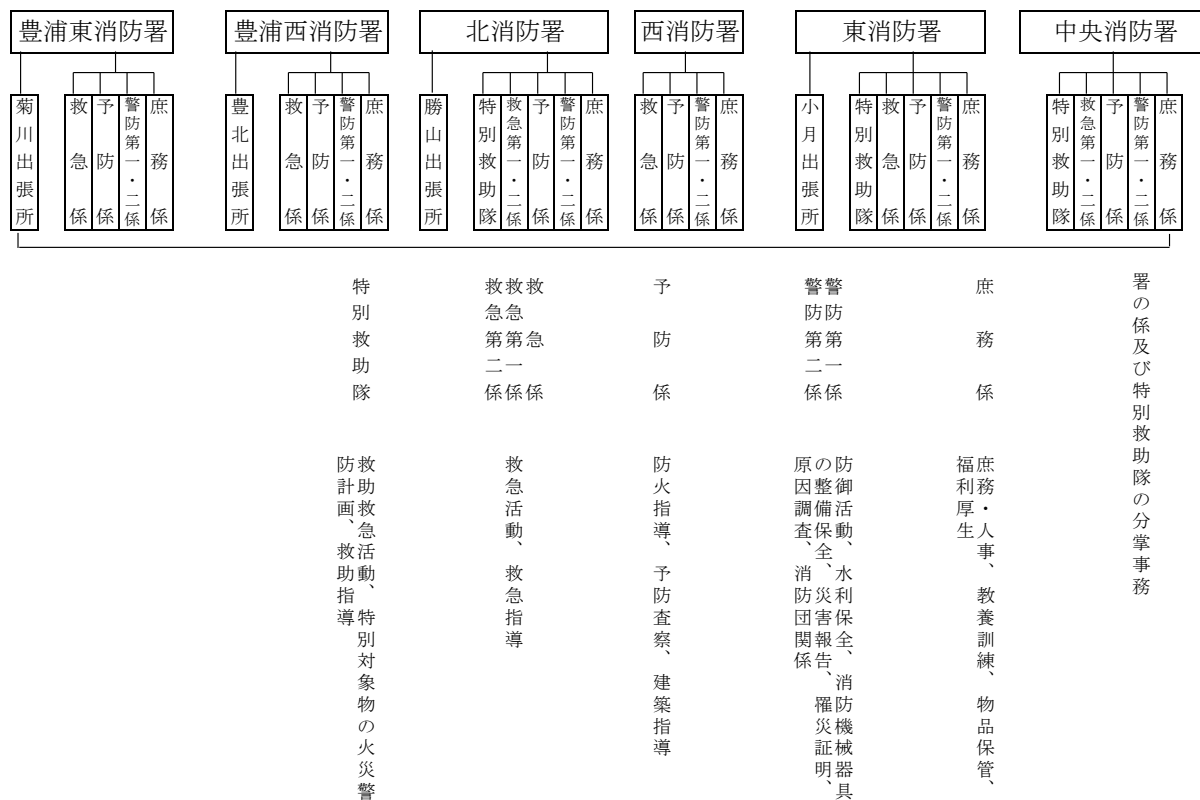 中央消防署
庶務係
警防第一・二係
予防係
救急第一・二係
特別救助隊
東消防署
庶務係
警防第一・二係
予防係
救急係
特別救助隊
小月出張所
西消防署
庶務係
警防第一・二係
予防係
救急係
北消防署
庶務係
警防第一・二係
予防係
救急第一・二係
特別救助隊
勝山出張所
豊浦西消防署
庶務係
警防第一・二係
予防係
救急係
豊北出張所
豊浦東消防署
庶務係
警防第一・二係
予防係
救急係
菊川出張所
署の係及び特別救助隊の分掌事務
庶務係
庶務・人事、教養訓練、物品保管、
福利厚生
警防第一係
警防第二係
防御活動、水利保全、消防機械器具
の整備保全、災害報告、罹災証明、
原因調査、消防団関係
予防係
防火指導、予防査察、建築指導
救急係
救急第一係
救急第二係
救急活動、救急指導
特別救助隊
救助救急活動、特別対象物の火災警
防計画、救助指導